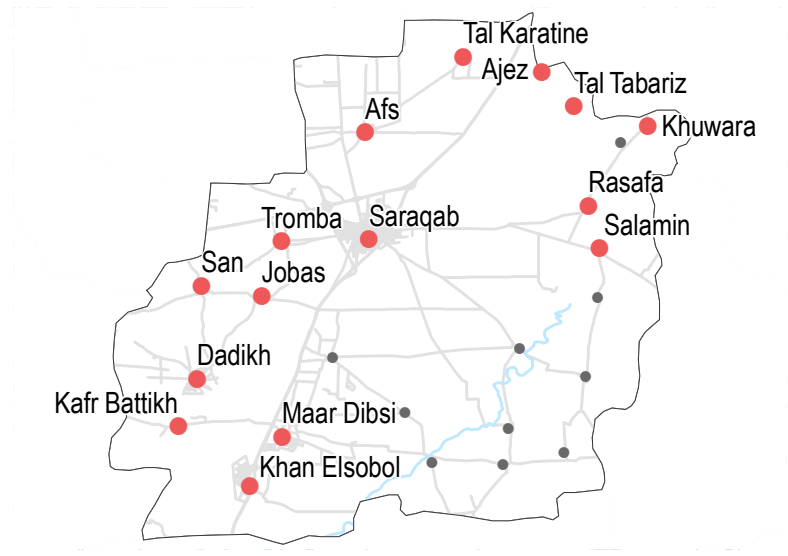 Tal Karatine
Ajez
Tal Tabariz
Afs
Khuwara
Rasafa
Tromba
Saraqab
Salamin
San
Jobas
Dadikh
Kafr Battikh
Maar Dibsi
Khan Elsobol